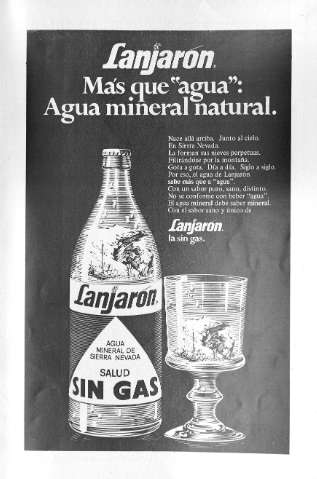 Lanjarón.
Más que "agua":
Agua mineral natural.
Nace allá arriba. Junto al cielo.
En Sierra Nevada.
La forman sus nieves perpetuas.
Filtrándose por la montaña.
Gota a gota. Día a día. Siglo a siglo.
Por eso, el agua de Lanjarón
sabe más que a "agua".
Con un sabor puro, sano, distinto.
No se conforme con beber "agua".
El agua mineral debe saber mineral.
Con el sabor sano y único de
Lanjarón.
la sin gas.
Lanjarón.
AGUA
MINERAL DE
SIERRA NEVADA
SALUD
SIN GAS